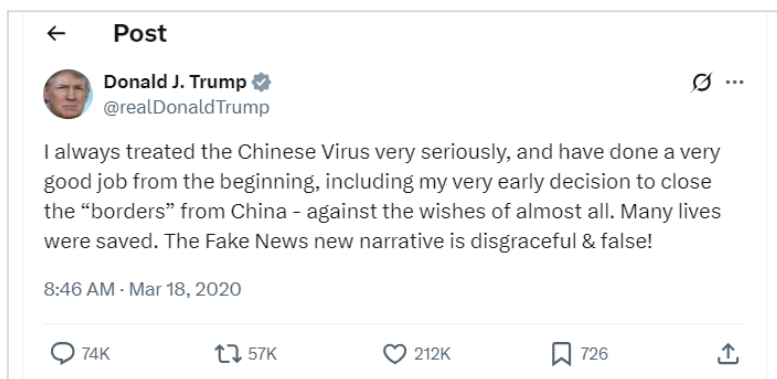 Post
Donald J. Trump
@realDonaldTrump
I always treated the Chinese Virus very seriously, and have done a very
good job from the beginning, including my very early decision to close
the “borders” from China - against the wishes of almost all. Many lives
were saved. The Fake News new narrative is disgraceful & false!
8:46 AM · Mar 18, 2020
74K 57K 212K 726